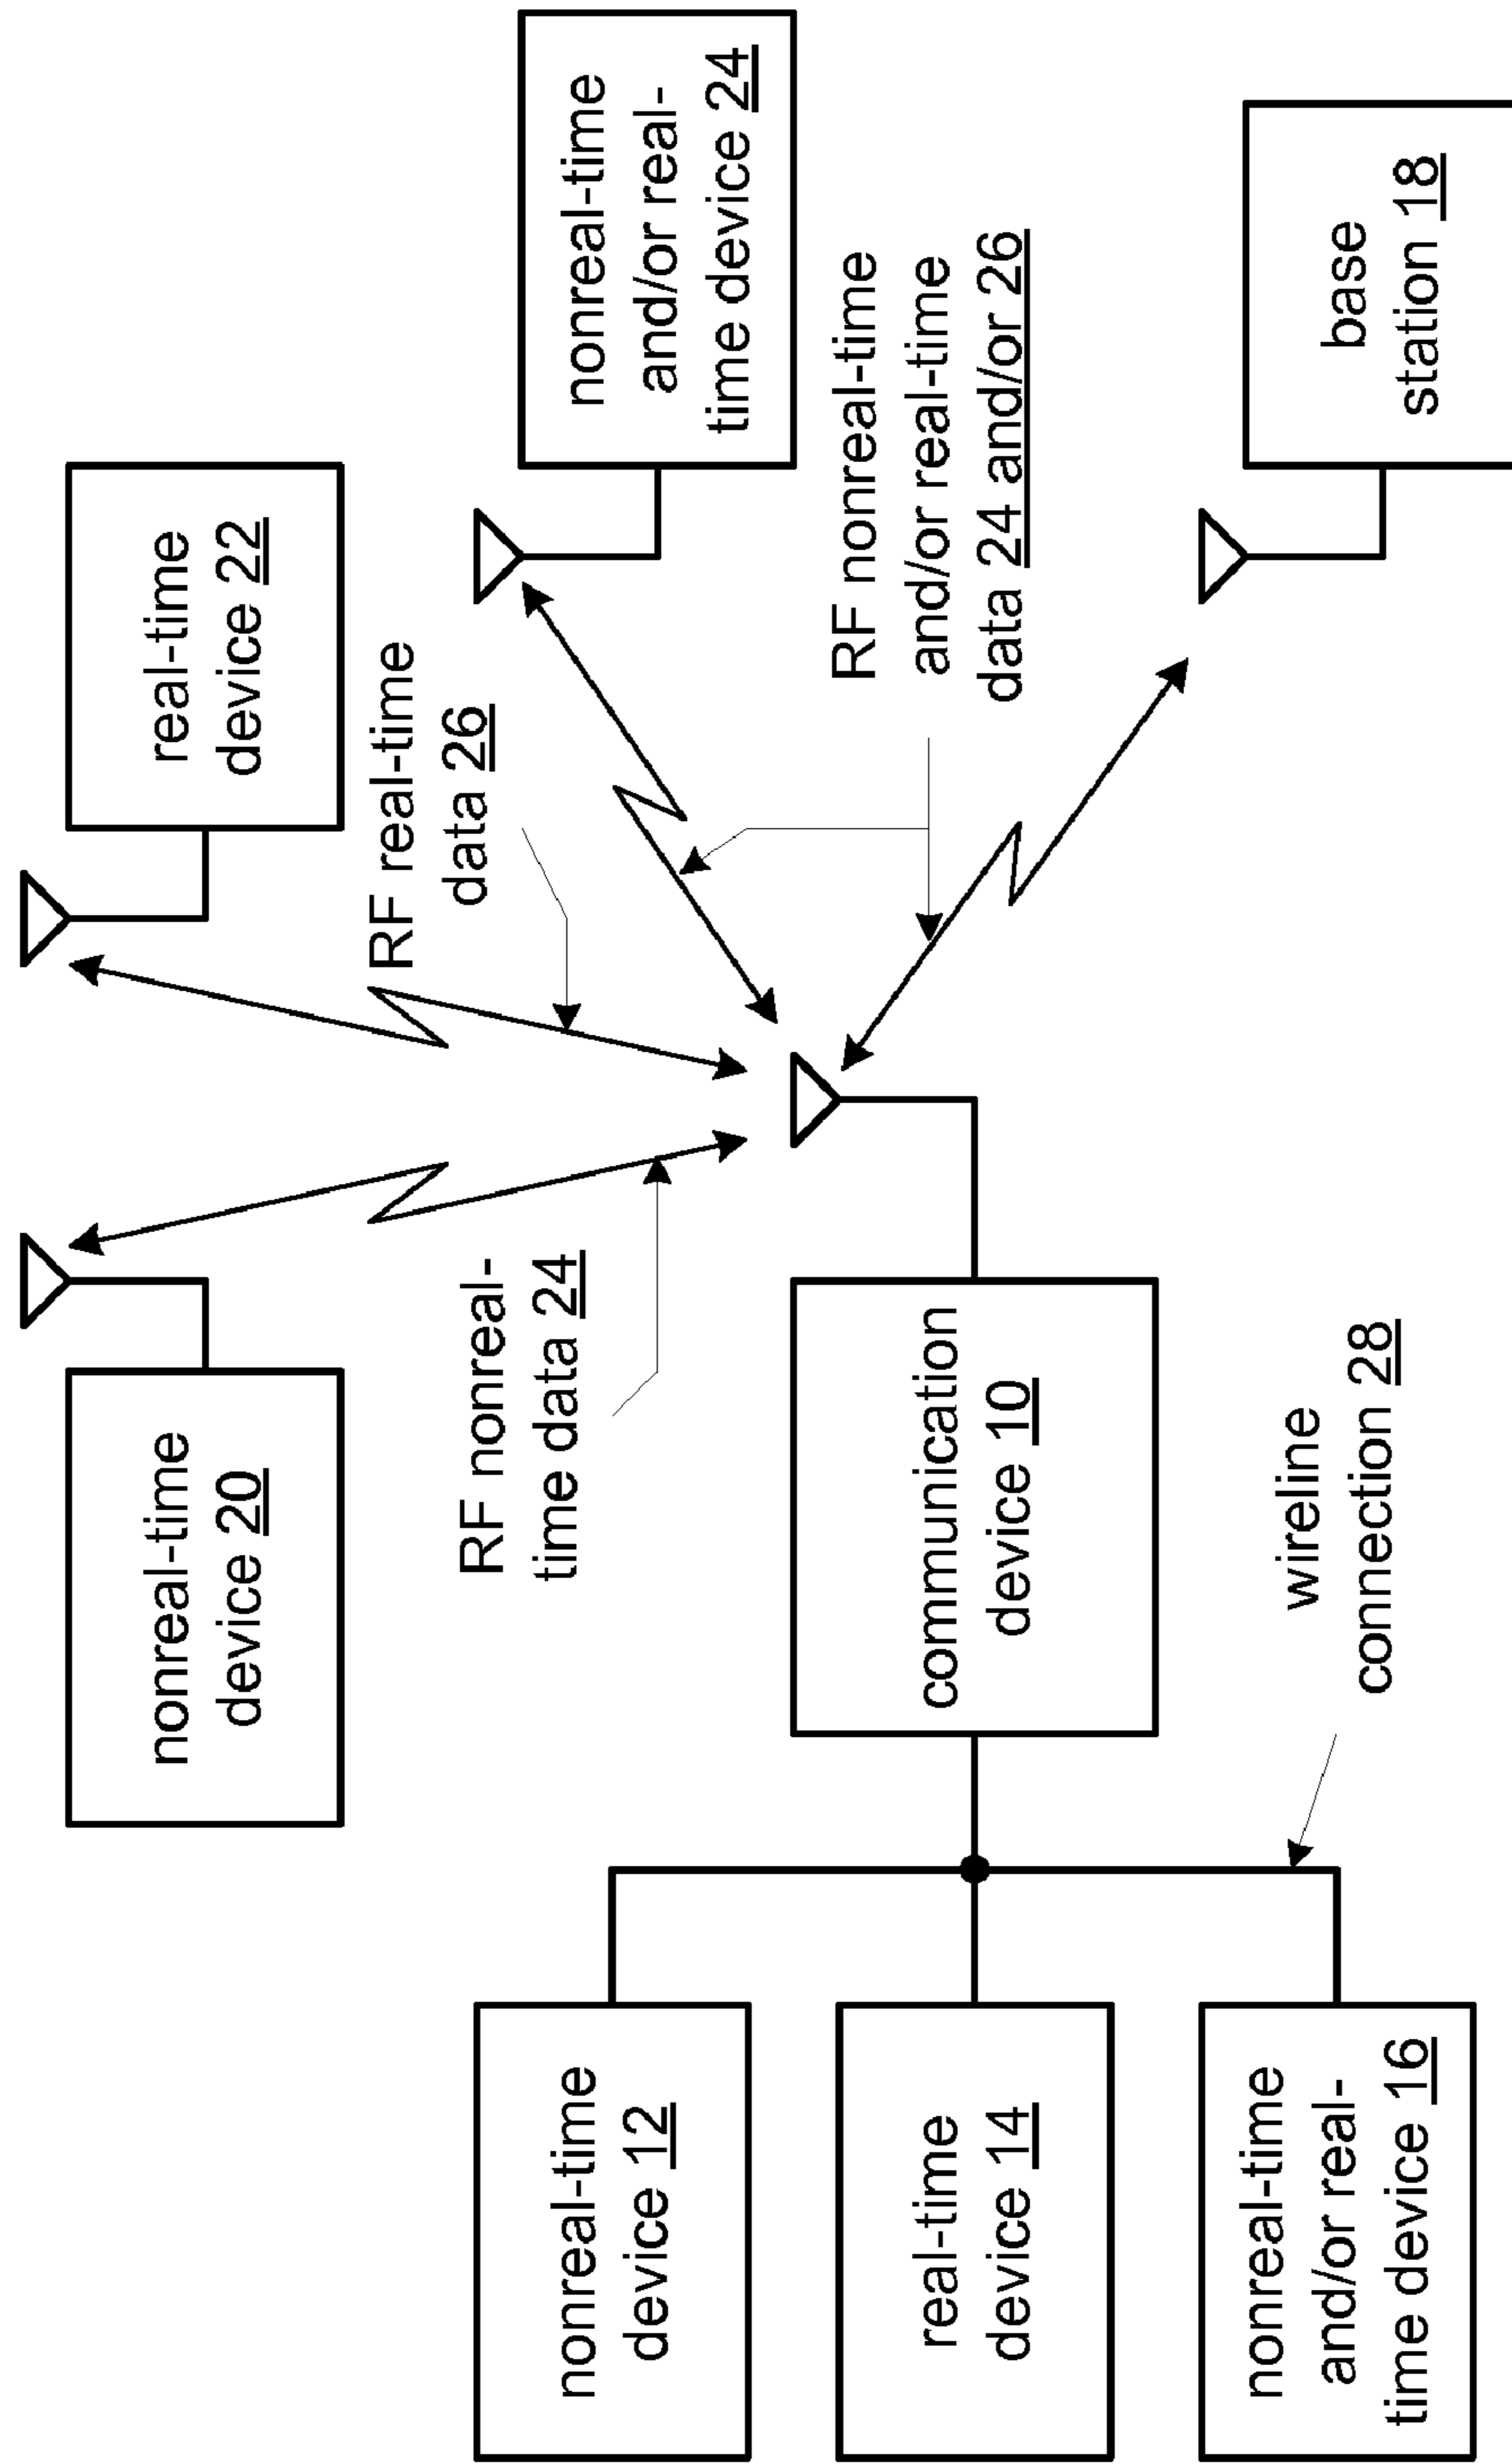 nonreal-time
device 20
real-time
device 22
RF real-time
data 26
RF nonreal-
time data 24
nonreal-time
and/or real-
time device 24
nonreal-time
device 12
real-time
device 14
nonreal-time
and/or real-
time device 16
communication
device 10
RF nonreal-time
and/or real-time
data 24 and/or 26
wireline
connection 28
base
station 18